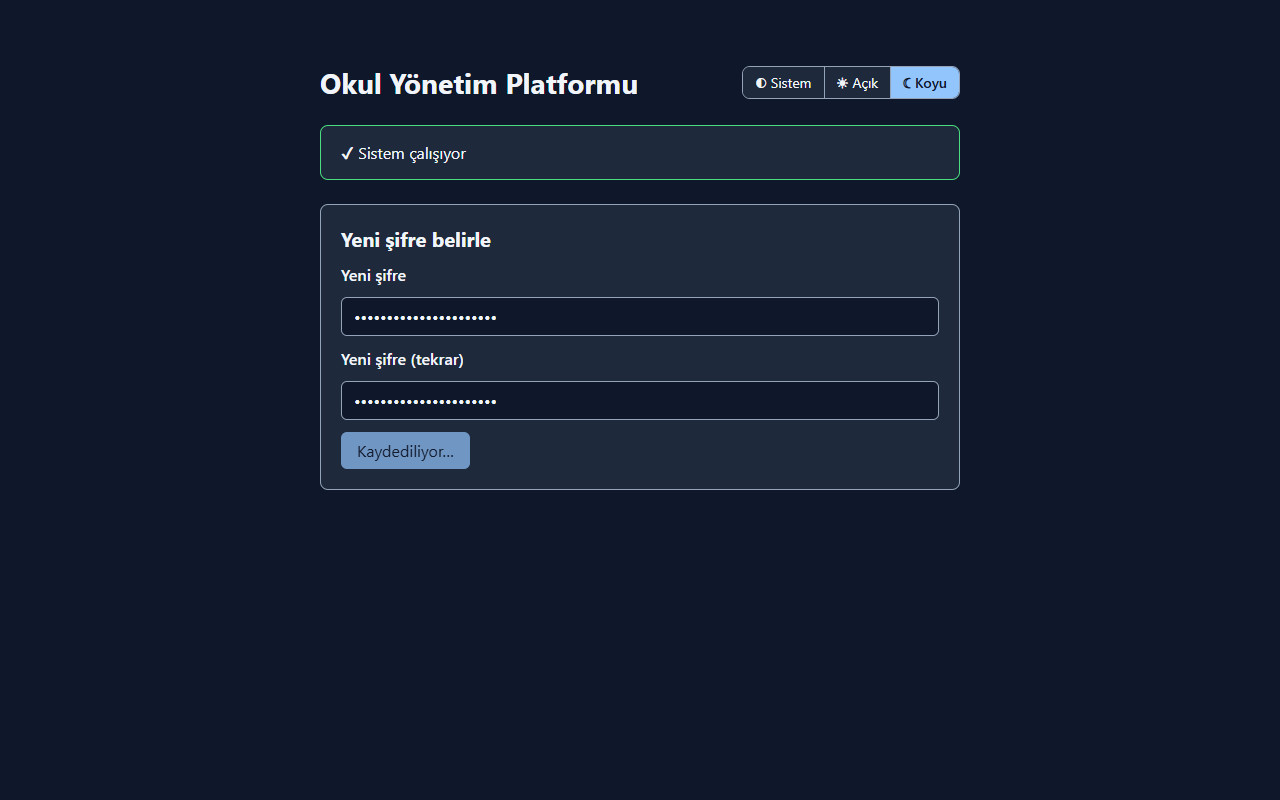 Okul Yönetim Platformu
◐ Sistem ☀ Açık ☾ Koyu
✓ Sistem çalışıyor
Yeni şifre belirle
Yeni şifre
••••••••••••••••••••••
Yeni şifre (tekrar)
••••••••••••••••••••••
Kaydediliyor…